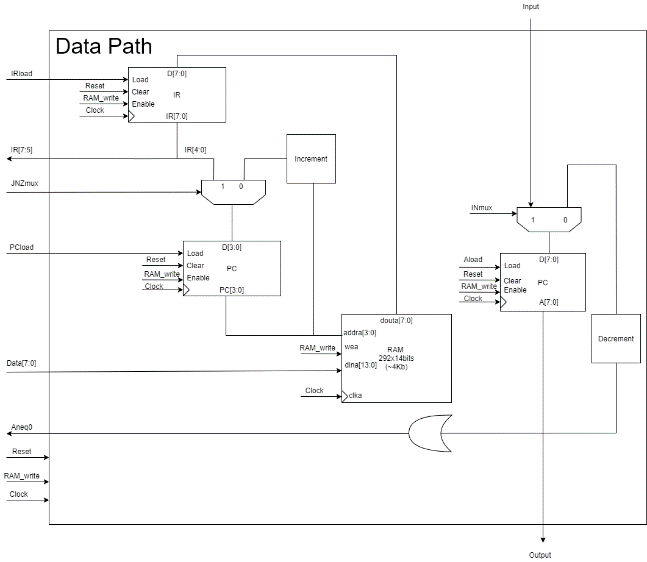 Input
Data Path
IRload
D[7:0]
Load
Reset
Clear
IR
RAM_write
Enable
Clock
IR[7:0]
IR[7:5]
IR[4:0]
Increment
JNZmux
1 0
INmux
1 0
PCload
D[3:0]
Load
Reset
Clear
PC
RAM_write
Enable
Clock
PC[3:0]
Aload
D[7:0]
Load
Reset
Clear
PC
RAM_write
Enable
Clock
A[7:0]
douta[7:0]
addra[3:0]
RAM_write
wea
RAM
292x14bits
(~4Kb)
Data[7:0]
dina[13:0]
Clock
clka
Decrement
Aneq0
Reset
RAM_write
Clock
Output